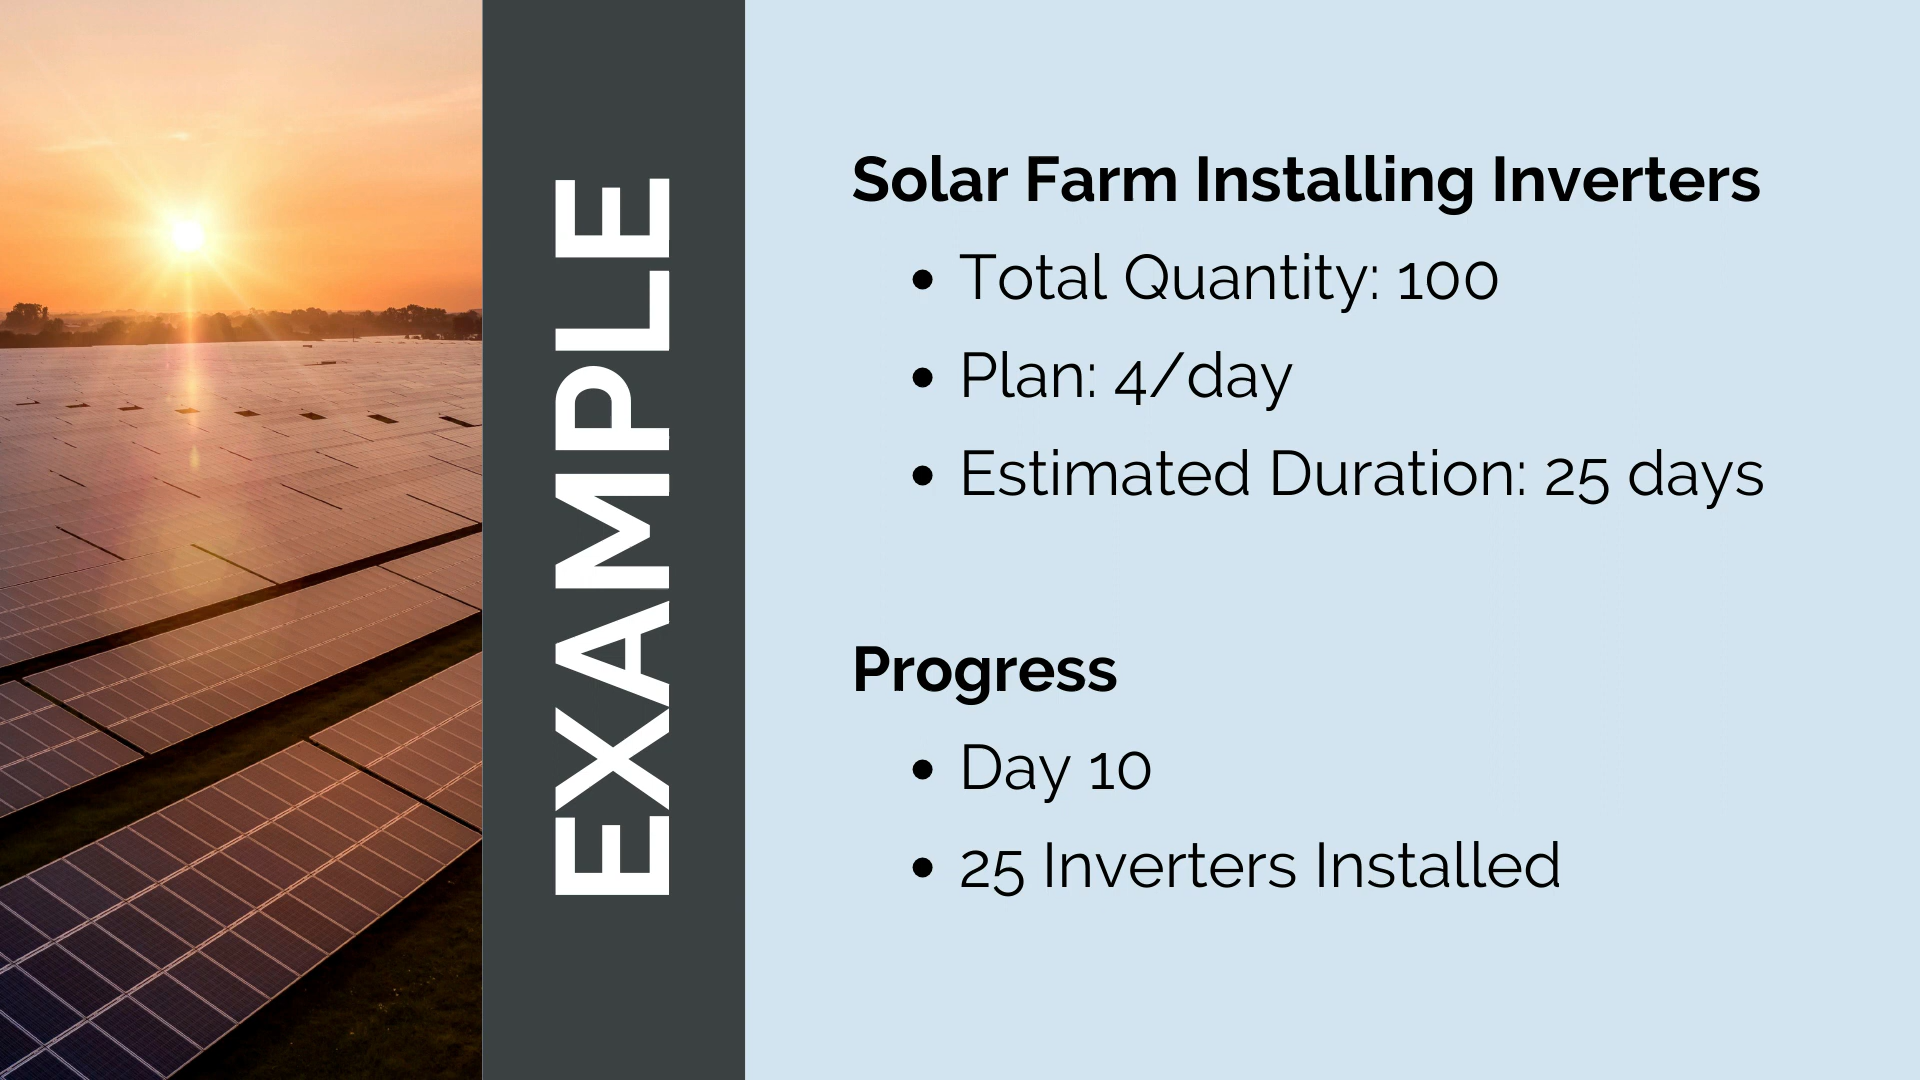 EXAMPLE
Solar Farm Installing Inverters
• Total Quantity: 100
• Plan: 4/day
• Estimated Duration: 25 days
Progress
• Day 10
• 25 Inverters Installed